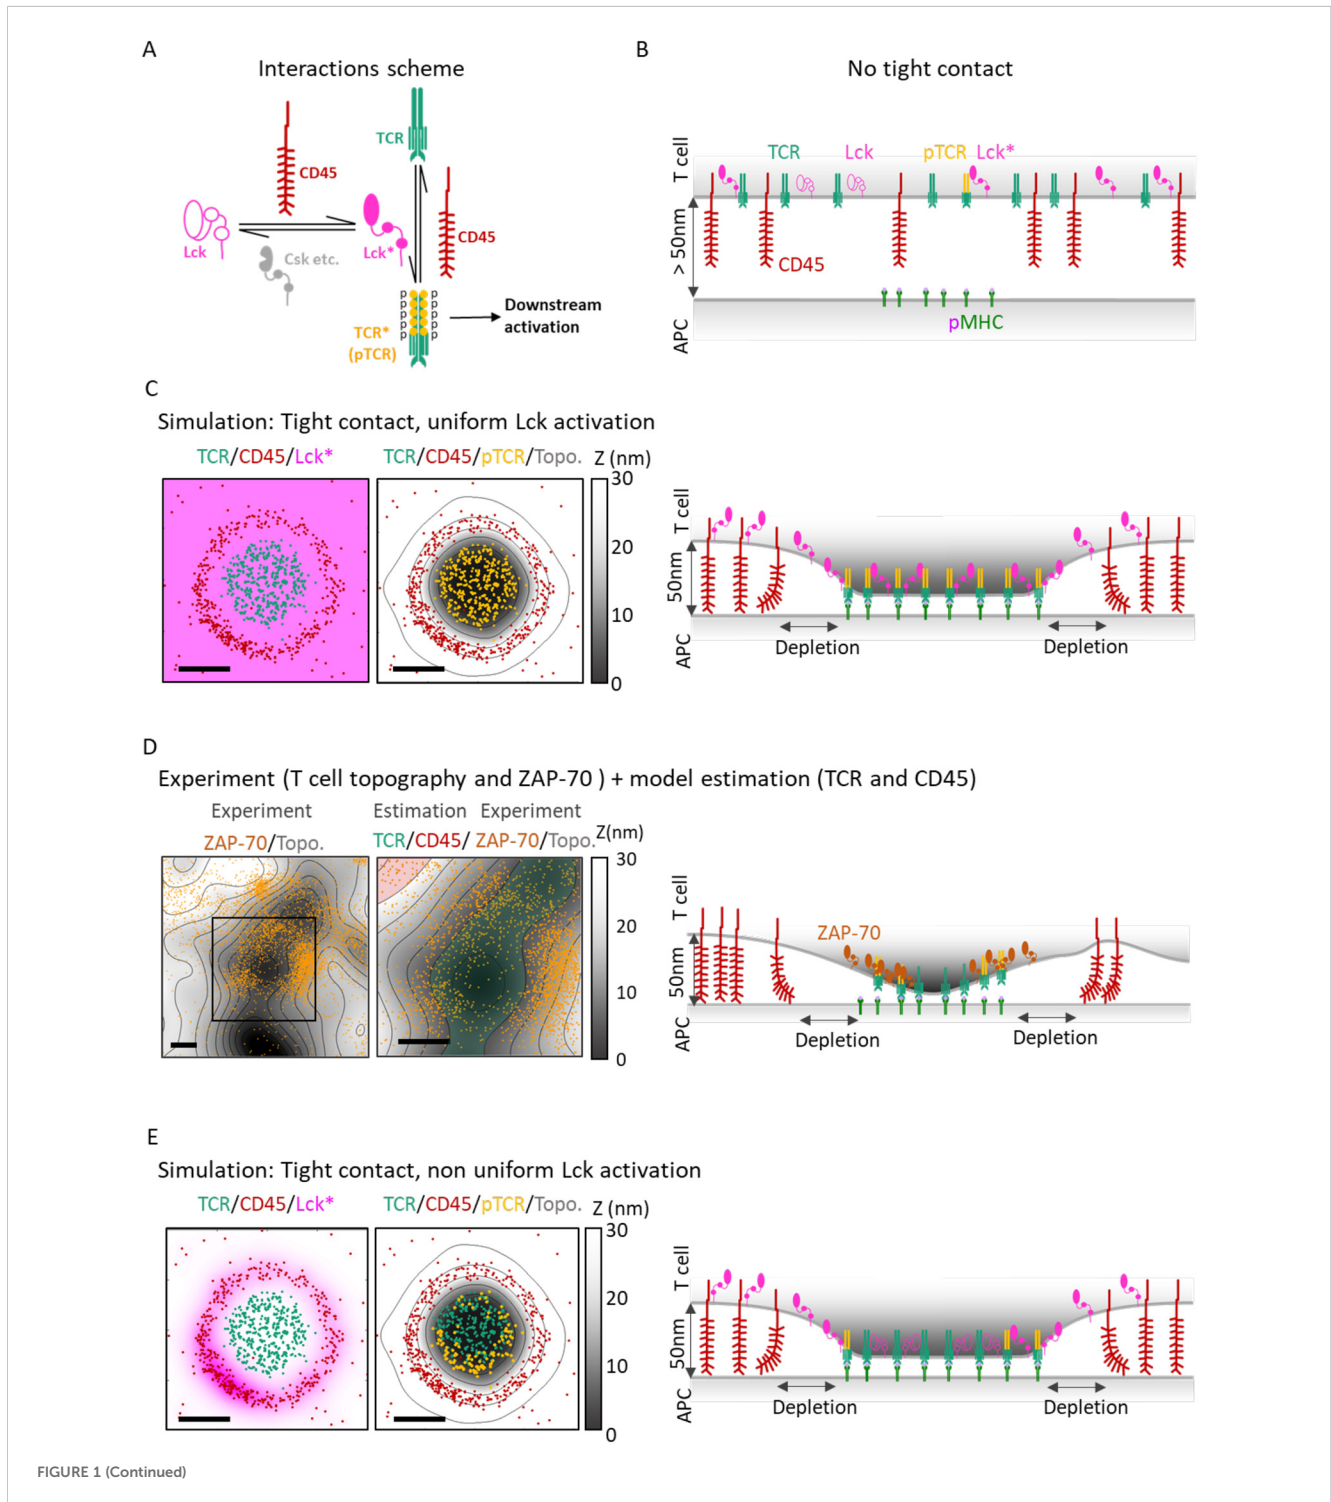 A
Interactions scheme
TCR
CD45
Lck
Lck*
CD45
Csk etc.
p
p
p
p
p
p
p
p
p
p
TCR*
(pTCR)
Downstream
activation
B
No tight contact
T cell
TCR
Lck
pTCR
Lck*
> 50nm
CD45
pMHC
APC
C
Simulation: Tight contact, uniform Lck activation
TCR/CD45/Lck*
TCR/CD45/pTCR/Topo.
Z (nm)
30
20
10
0
T cell
50nm
APC
Depletion
Depletion
D
Experiment (T cell topography and ZAP-70 ) + model estimation (TCR and CD45)
Experiment
ZAP-70/Topo.
Estimation Experiment
TCR/CD45/ ZAP-70/Topo.
Z(nm)
30
20
10
0
T cell
ZAP-70
50nm
APC
Depletion
Depletion
E
Simulation: Tight contact, non uniform Lck activation
TCR/CD45/Lck*
TCR/CD45/pTCR/Topo.
Z (nm)
30
20
10
0
T cell
50nm
APC
Depletion
Depletion
FIGURE 1 (Continued)